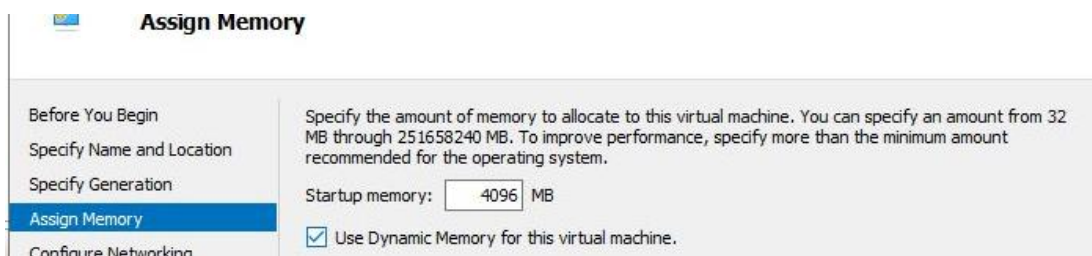 Assign Memory
Before You Begin
Specify Name and Location
Specify Generation
Assign Memory
Configure Networking
Specify the amount of memory to allocate to this virtual machine. You can specify an amount from 32
MB through 251658240 MB. To improve performance, specify more than the minimum amount
recommended for the operating system.
Startup memory: 4096 MB
Use Dynamic Memory for this virtual machine.